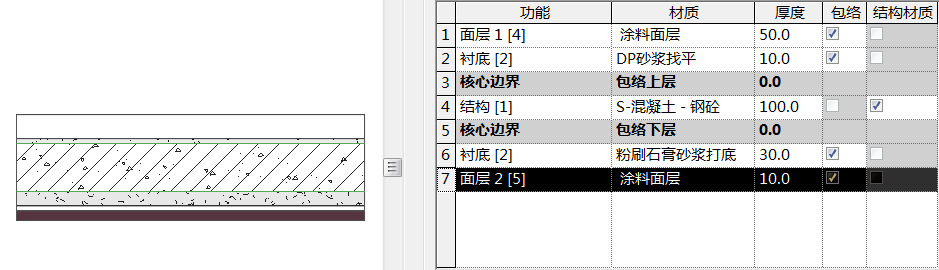 功能 材质 厚度 包络 结构材质
1 面层 1 [4] 涂料面层 50.0
2 衬底 [2] DP砂浆找平 10.0
3 核心边界 包络上层 0.0
4 结构 [1] S-混凝土 - 钢砼 100.0
5 核心边界 包络下层 0.0
6 衬底 [2] 粉刷石膏砂浆打底 30.0
7 面层 2 [5] 涂料面层 10.0